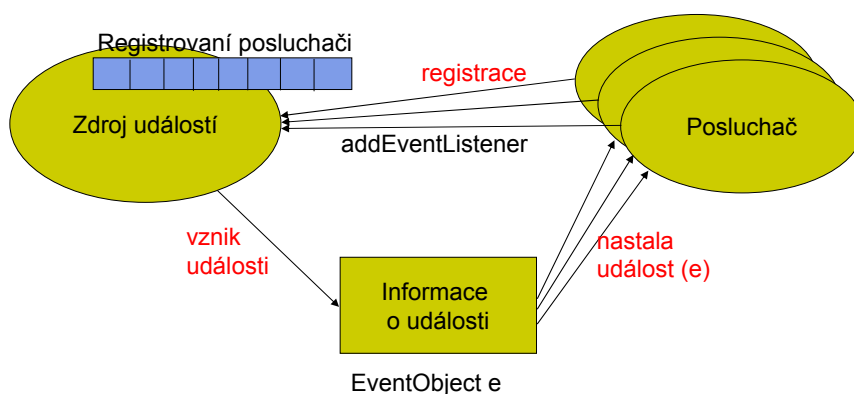 Registrovaní posluchači
registrace
Zdroj událostí
Posluchač
addEventListener
vznik
události
nastala
událost (e)
Informace
o události
EventObject e